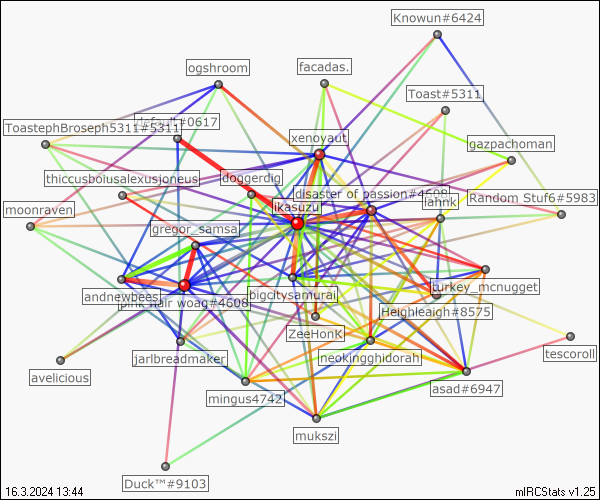 Knowun#6424
ogshroom
facadas.
Toast#5311
default#0617
ToastephBroseph5311#5311
xenoyaut
gazpachoman
doggerdig
thiccusboiusalexusjoneus
disaster of passion#4608
lahnk
Random Stuf6#5983
ikasuzu
moonraven
gregor_samsa
turkey_mcnugget
andnewbees
hair woag#4608
bigcitysamurai
Heighleaigh#8575
ZeeHonK
jarlbreadmaker
neokingghidorah
tescoroll
avelicious
asad#6947
mingus4742
mukszi
Duck™#9103
16.3.2024 13:44
mIRCStats v1.25